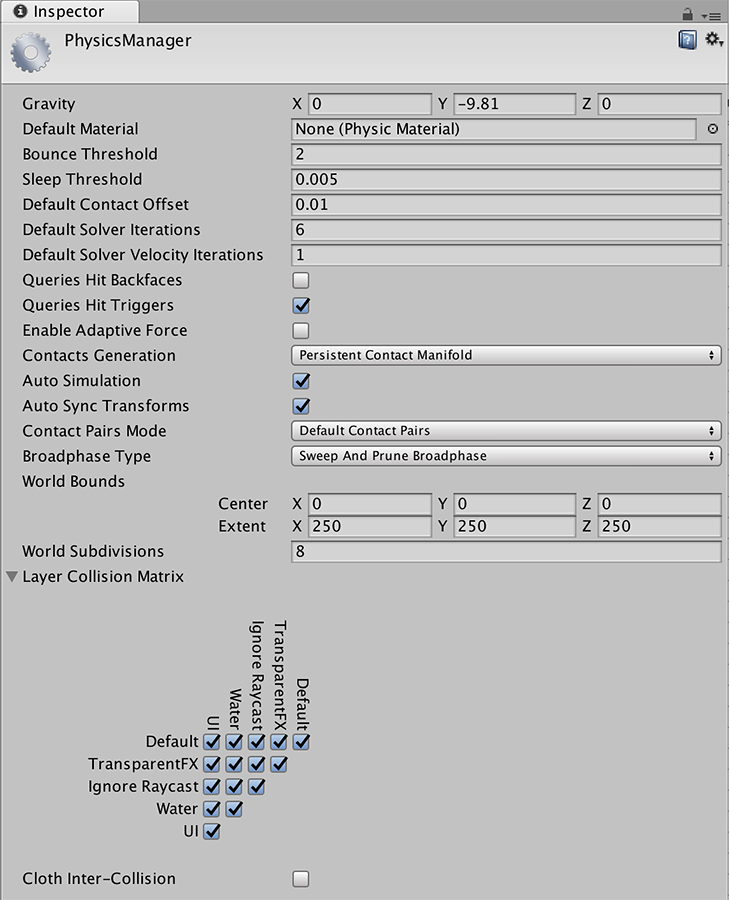 Inspector
PhysicsManager
Gravity X 0 Y -9.81 Z 0
Default Material None (Physic Material)
Bounce Threshold 2
Sleep Threshold 0.005
Default Contact Offset 0.01
Default Solver Iterations 6
Default Solver Velocity Iterations 1
Queries Hit Backfaces
Queries Hit Triggers
Enable Adaptive Force
Contacts Generation Persistent Contact Manifold
Auto Simulation
Auto Sync Transforms
Contact Pairs Mode Default Contact Pairs
Broadphase Type Sweep And Prune Broadphase
World Bounds
Center X 0 Y 0 Z 0
Extent X 250 Y 250 Z 250
World Subdivisions 8
Layer Collision Matrix
UI
Water
Ignore Raycast
TransparentFX
Default
Default
TransparentFX
Ignore Raycast
Water
UI
Cloth Inter-Collision